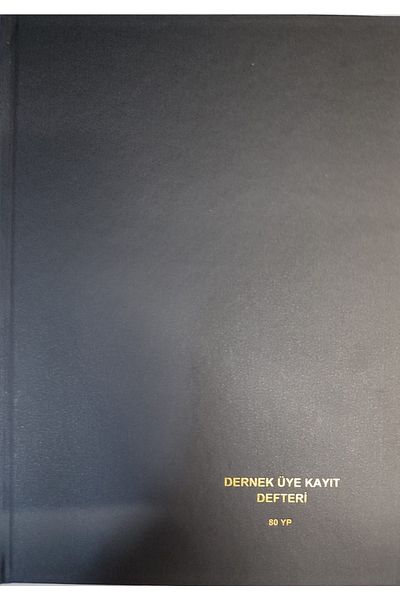 DERNEK ÜYE KAYIT
DEFTERİ
80 YP